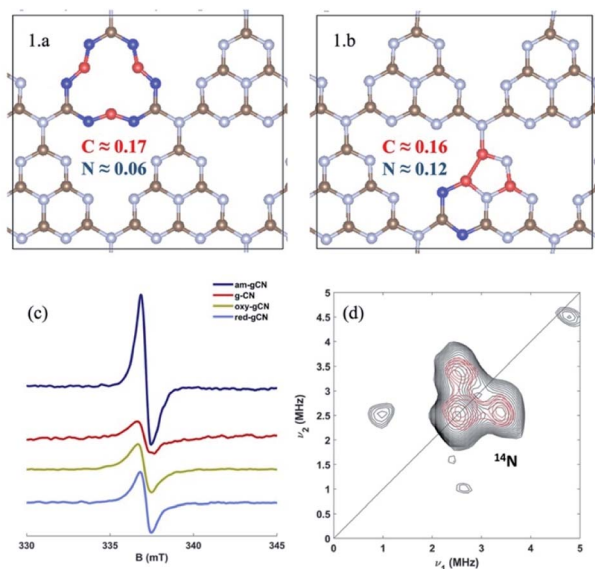 1.a
C ≈ 0.17
N ≈ 0.06
1.b
C ≈ 0.16
N ≈ 0.12
(c)
am-gCN
g-CN
oxy-gCN
red-gCN
330 335 340 345
B (mT)
(d)
5
4.5
4
3.5
3
2.5
2
1.5
1
0.5
0
ν₂ (MHz)
¹⁴N
0 1 2 3 4 5
(MHz)